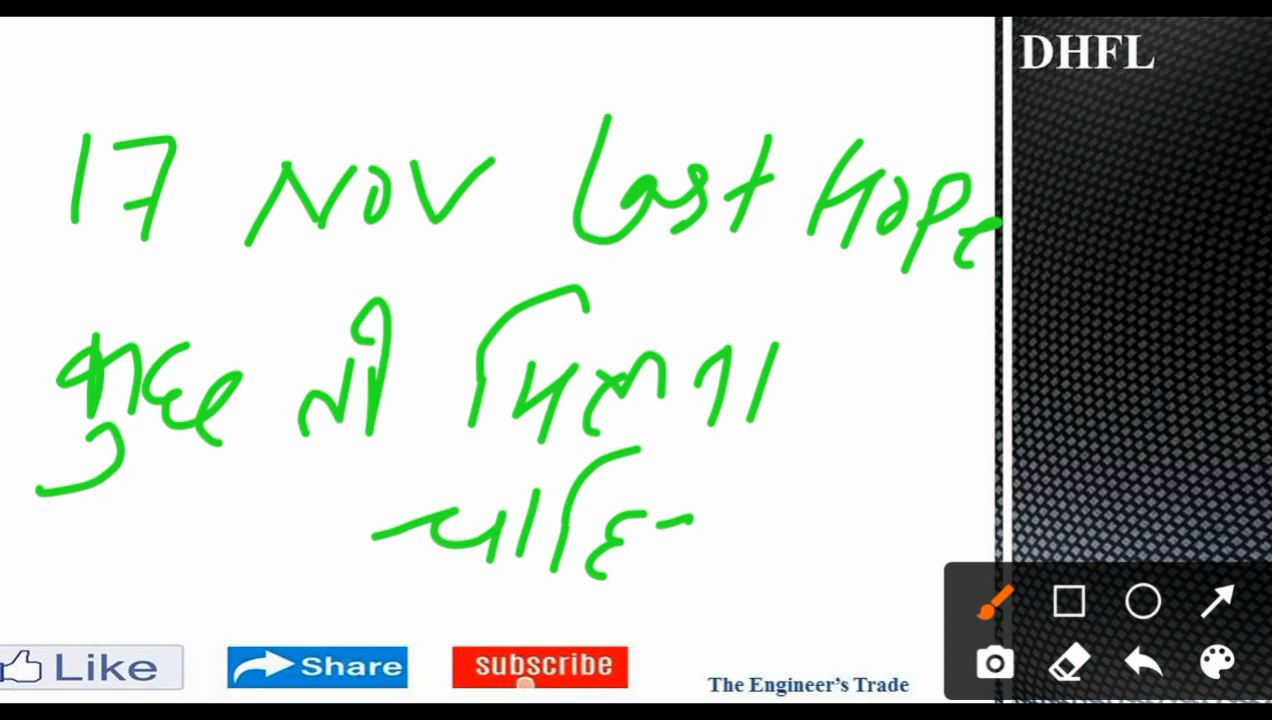 DHFL
17 Nov Last Hope
कुछ तो मिलना
चाहि
Like
Share
subscribe
The Engineer's Trade